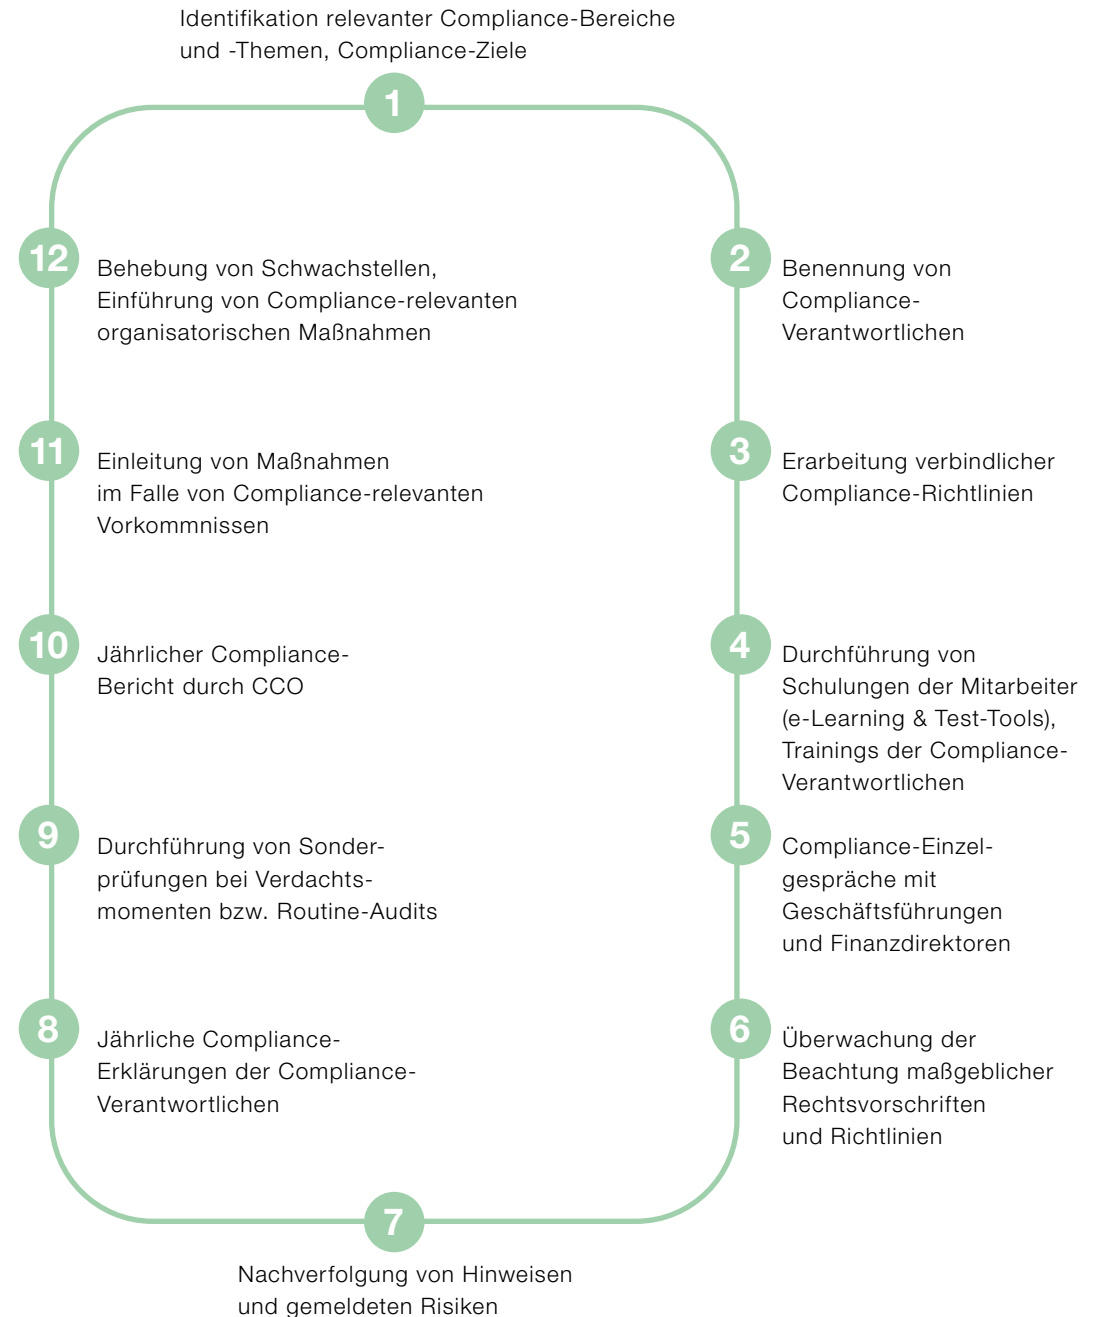 Identifikation relevanter Compliance-Bereiche
und -Themen, Compliance-Ziele
1
2
Benennung von
Compliance-
Verantwortlichen
3
Erarbeitung verbindlicher
Compliance-Richtlinien
4
Durchführung von
Schulungen der Mitarbeiter
(e-Learning & Test-Tools),
Trainings der Compliance-
Verantwortlichen
5
Compliance-Einzel-
gespräche mit
Geschäftsführungen
und Finanzdirektoren
6
Überwachung der
Beachtung maßgeblicher
Rechtsvorschriften
und Richtlinien
7
Nachverfolgung von Hinweisen
und gemeldeten Risiken
8
Jährliche Compliance-
Erklärungen der Compliance-
Verantwortlichen
9
Durchführung von Sonder-
prüfungen bei Verdachts-
momenten bzw. Routine-Audits
10
Jährlicher Compliance-
Bericht durch CCO
11
Einleitung von Maßnahmen
im Falle von Compliance-relevanten
Vorkommnissen
12
Behebung von Schwachstellen,
Einführung von Compliance-relevanten
organisatorischen Maßnahmen